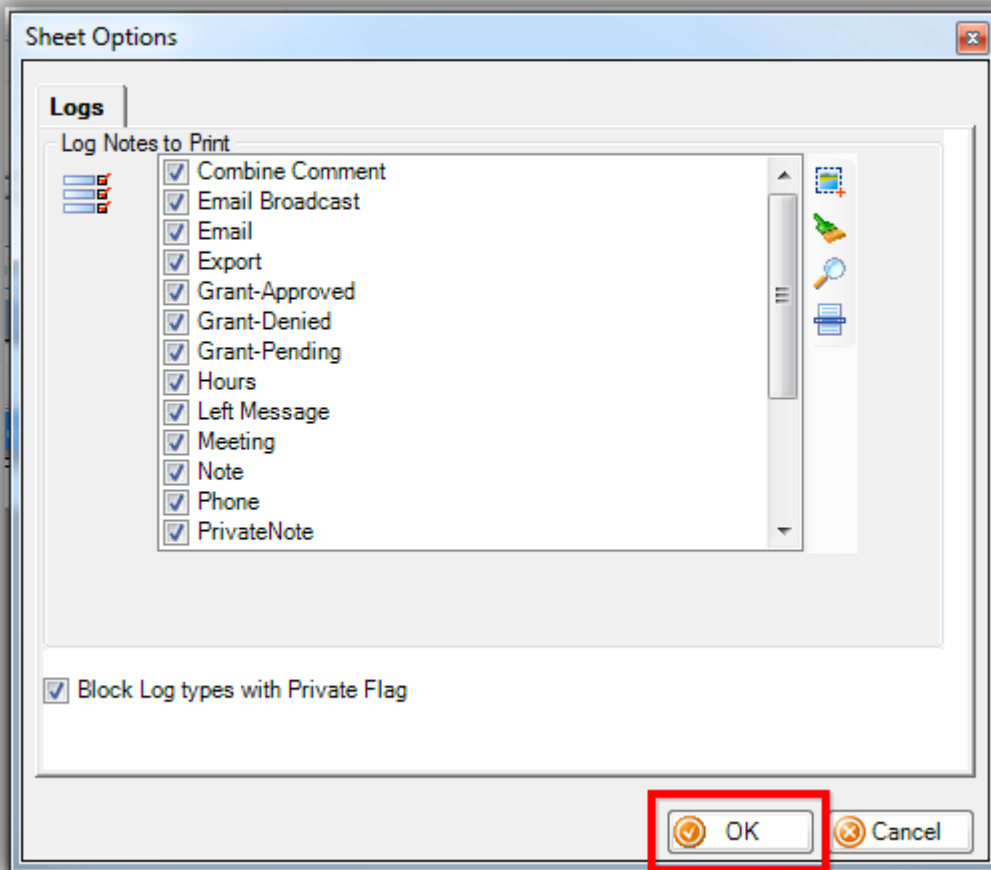 Sheet Options
Logs
Log Notes to Print
Combine Comment
Email Broadcast
Email
Export
Grant-Approved
Grant-Denied
Grant-Pending
Hours
Left Message
Meeting
Note
Phone
PrivateNote
Block Log types with Private Flag
OK
Cancel